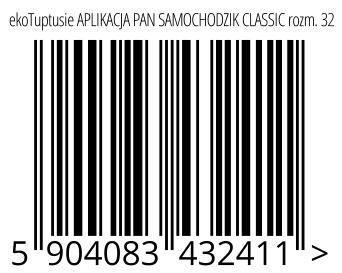 ekoTuptusie APLIKACJA PAN SAMOCHODZIK CLASSIC rozm. 32
5 904083 432411 >